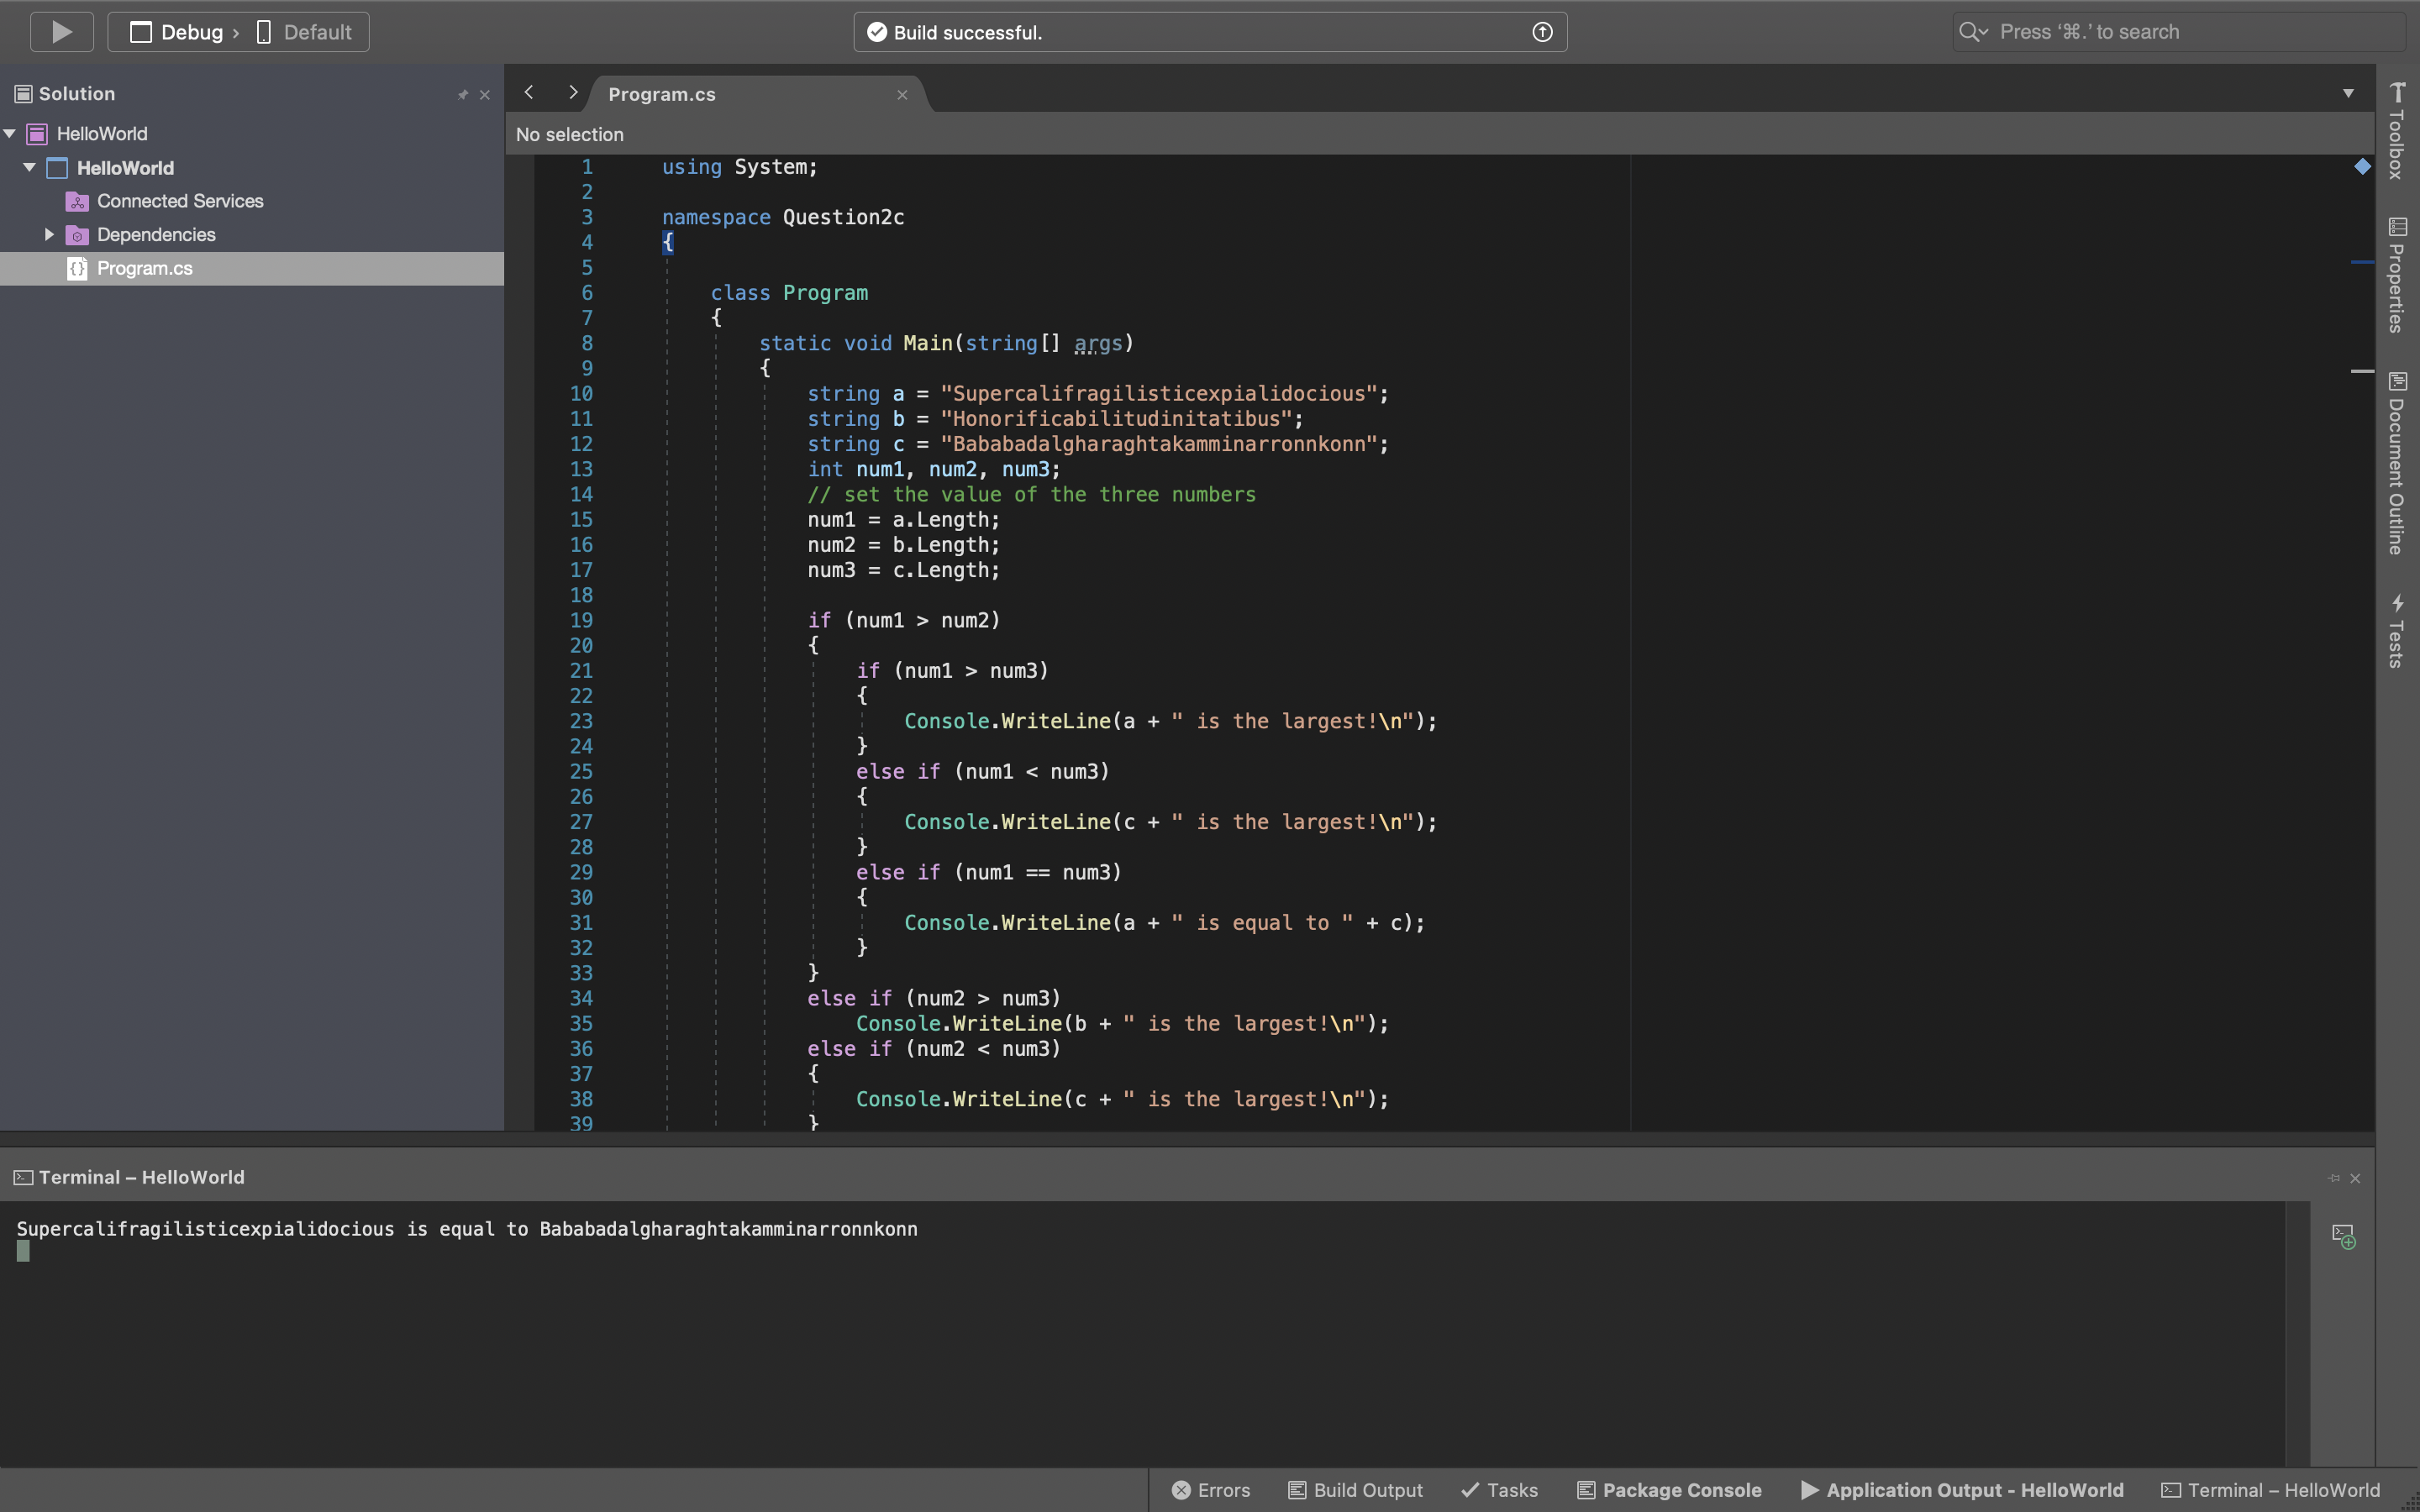 Debug › Default
Build successful.
Press '⌘.' to search
Solution
HelloWorld
HelloWorld
Connected Services
Dependencies
Program.cs
Program.cs
No selection
1 using System;
2
3 namespace Question2c
4 {
5
6 class Program
7 {
8 static void Main(string[] args)
9 {
10 string a = "Supercalifragilisticexpialidocious";
11 string b = "Honorificabilitudinitatibus";
12 string c = "Bababadalgharaghtakamminarronnkonn";
13 int num1, num2, num3;
14 // set the value of the three numbers
15 num1 = a.Length;
16 num2 = b.Length;
17 num3 = c.Length;
18
19 if (num1 > num2)
20 {
21 if (num1 > num3)
22 {
23 Console.WriteLine(a + " is the largest!\n");
24 }
25 else if (num1 < num3)
26 {
27 Console.WriteLine(c + " is the largest!\n");
28 }
29 else if (num1 == num3)
30 {
31 Console.WriteLine(a + " is equal to " + c);
32 }
33 }
34 else if (num2 > num3)
35 Console.WriteLine(b + " is the largest!\n");
36 else if (num2 < num3)
37 {
38 Console.WriteLine(c + " is the largest!\n");
39 }
Toolbox
Properties
Document Outline
Tests
Terminal – HelloWorld
Supercalifragilisticexpialidocious is equal to Bababadalgharaghtakamminarronnkonn
Errors
Build Output
Tasks
Package Console
Application Output - HelloWorld
Terminal – HelloWorld